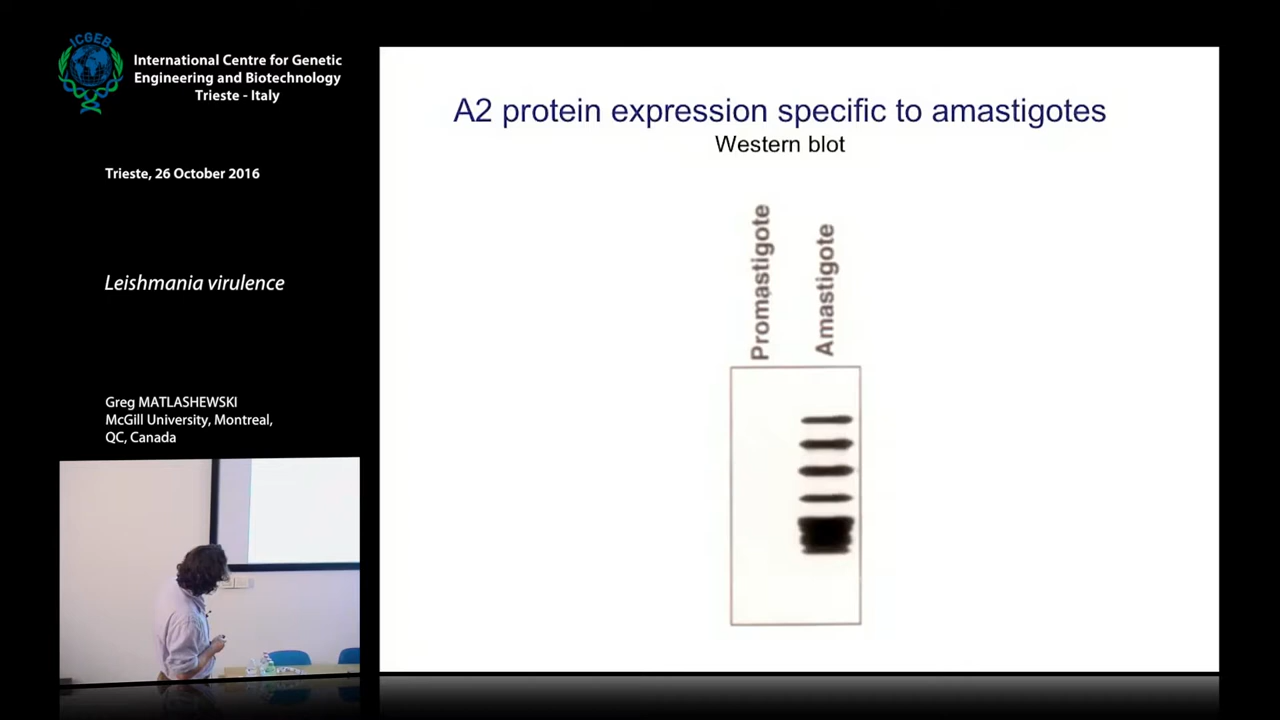 ICGEB
International Centre for Genetic
Engineering and Biotechnology
Trieste - Italy
Trieste, 26 October 2016
Leishmania virulence
Greg MATLASHEWSKI
McGill University, Montreal,
QC, Canada
A2 protein expression specific to amastigotes
Western blot
Promastigote
Amastigote